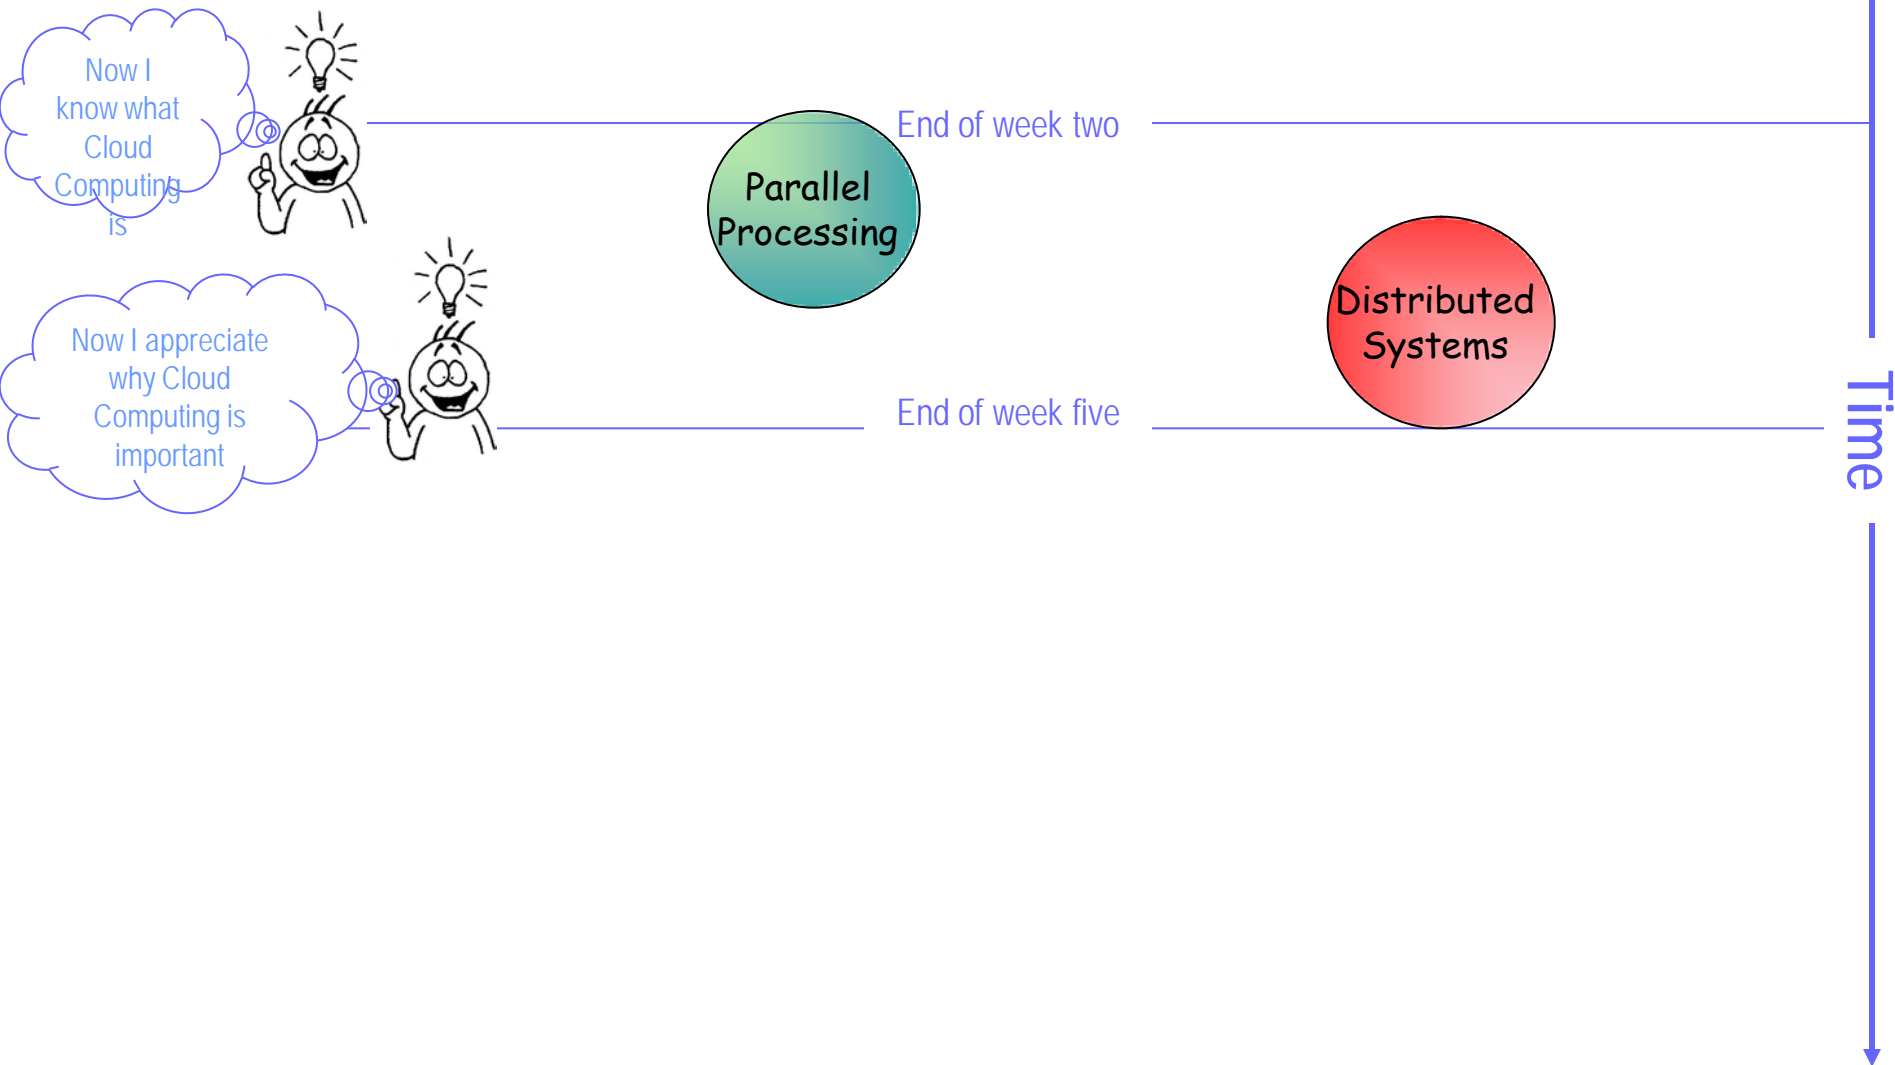 Now I
know what
Cloud
Computing
is
End of week two
Parallel
Processing
Distributed
Systems
Now I appreciate
why Cloud
Computing is
important
End of week five
Time